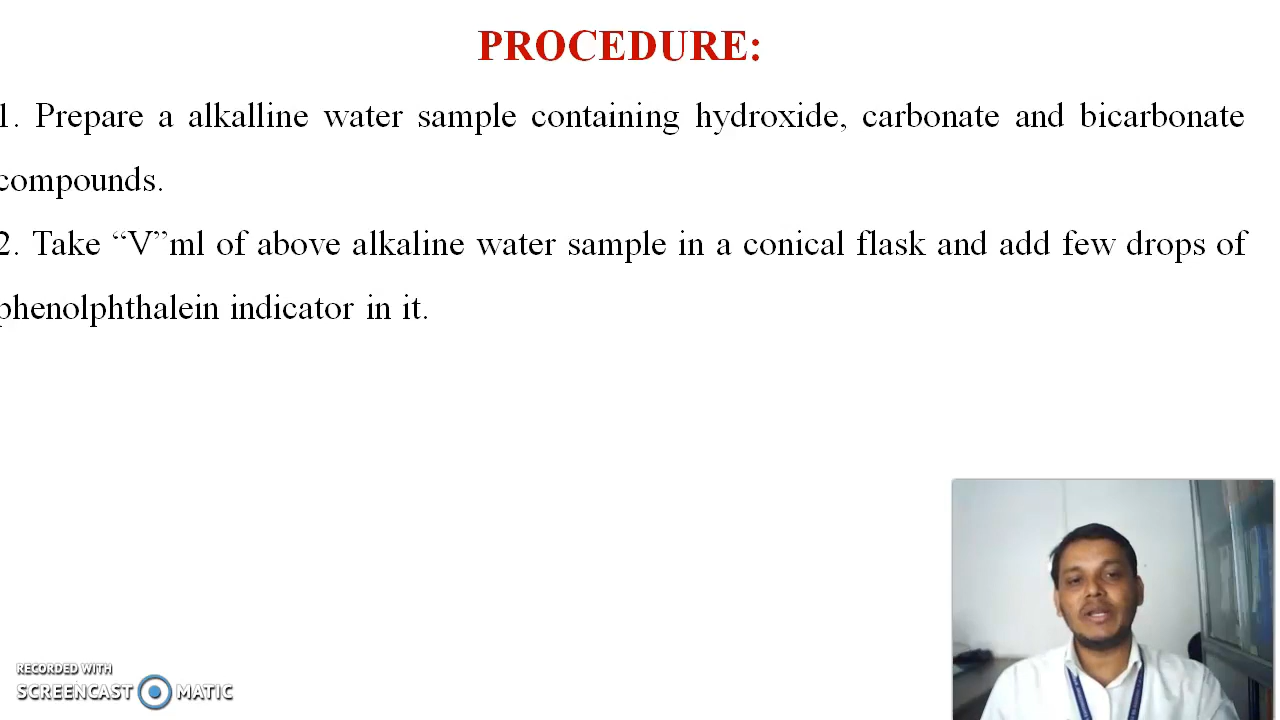 PROCEDURE:
1. Prepare a alkalline water sample containing hydroxide, carbonate and bicarbonate
compounds.
2. Take “V”ml of above alkaline water sample in a conical flask and add few drops of
phenolphthalein indicator in it.
RECORDED WITH
SCREENCAST MATIC